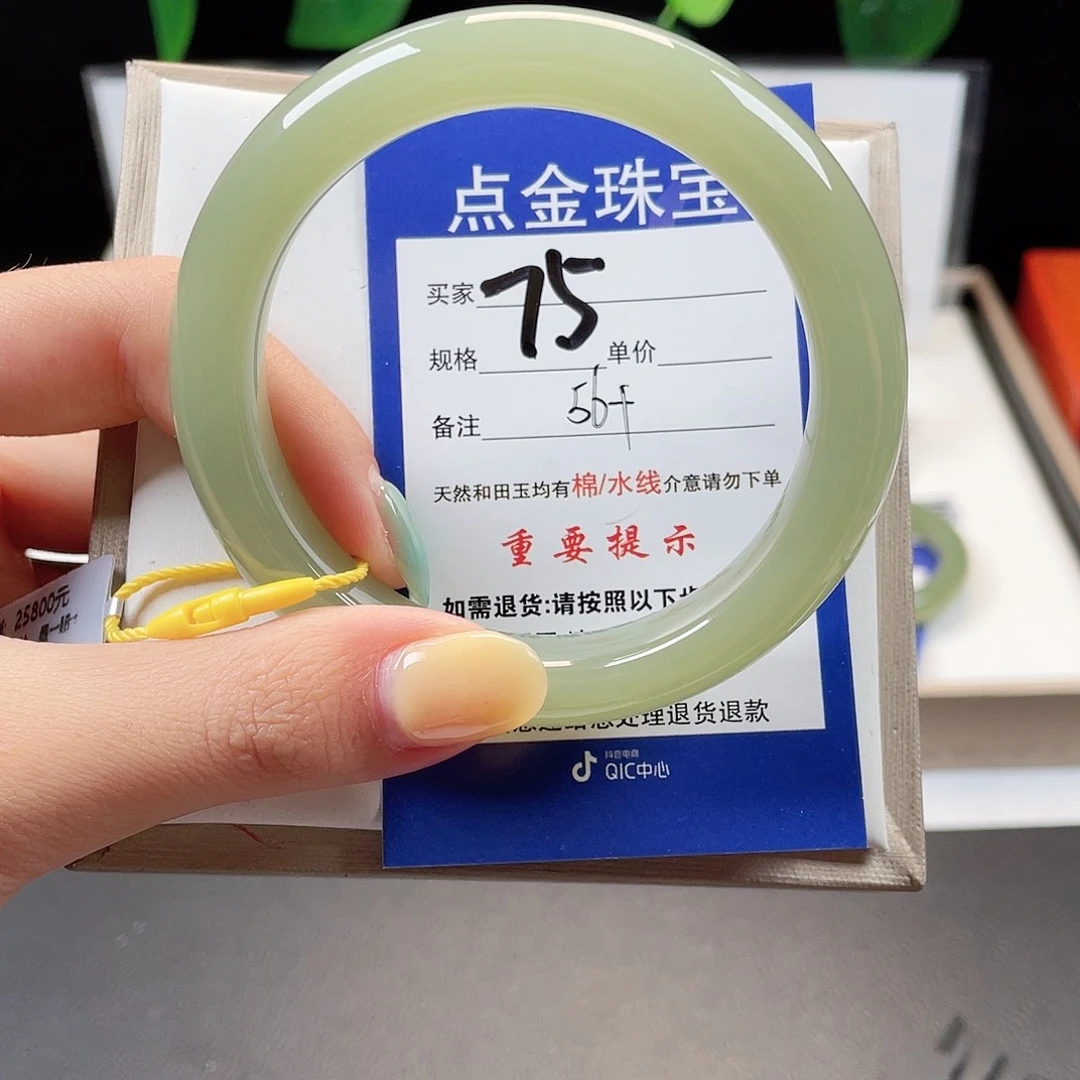 点金珠宝
买家 75
规格 单价
备注 56+
天然和田玉均有棉/水线介意请勿下单
重要提示
如需退货:请按照以下
处理退货退款
抖音电商
QIC中心
25800元